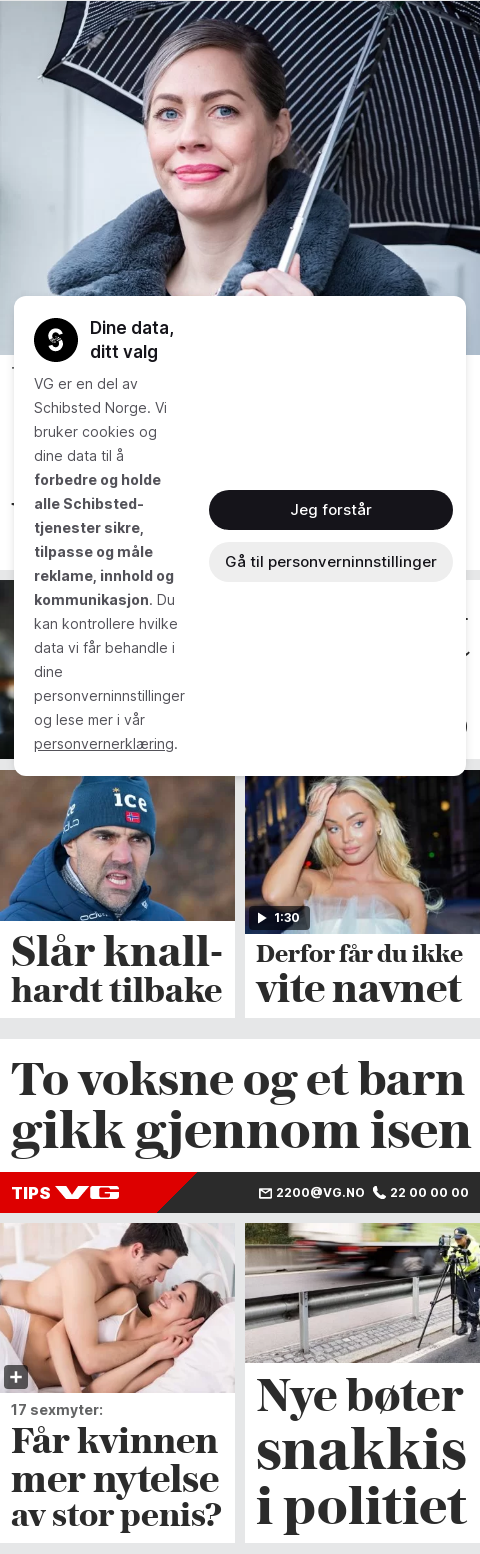 Dine data,
ditt valg
VG er en del av
Schibsted Norge. Vi
bruker cookies og
dine data til å
forbedre og holde
alle Schibsted-
tjenester sikre,
tilpasse og måle
reklame, innhold og
kommunikasjon. Du
kan kontrollere hvilke
data vi får behandle i
dine
personverninnstillinger
og lese mer i vår
personvernerklæring.
Jeg forstår
Gå til personverninnstillinger
ice
1:30
Slår knall-
hardt tilbake
Derfor får du ikke
vite navnet
To voksne og et barn
gikk gjennom isen
TIPS VG
2200@VG.NO 22 00 00 00
17 sexmyter:
Får kvinnen
mer nytelse
av stor penis?
Nye bøter
snakkis
i politiet